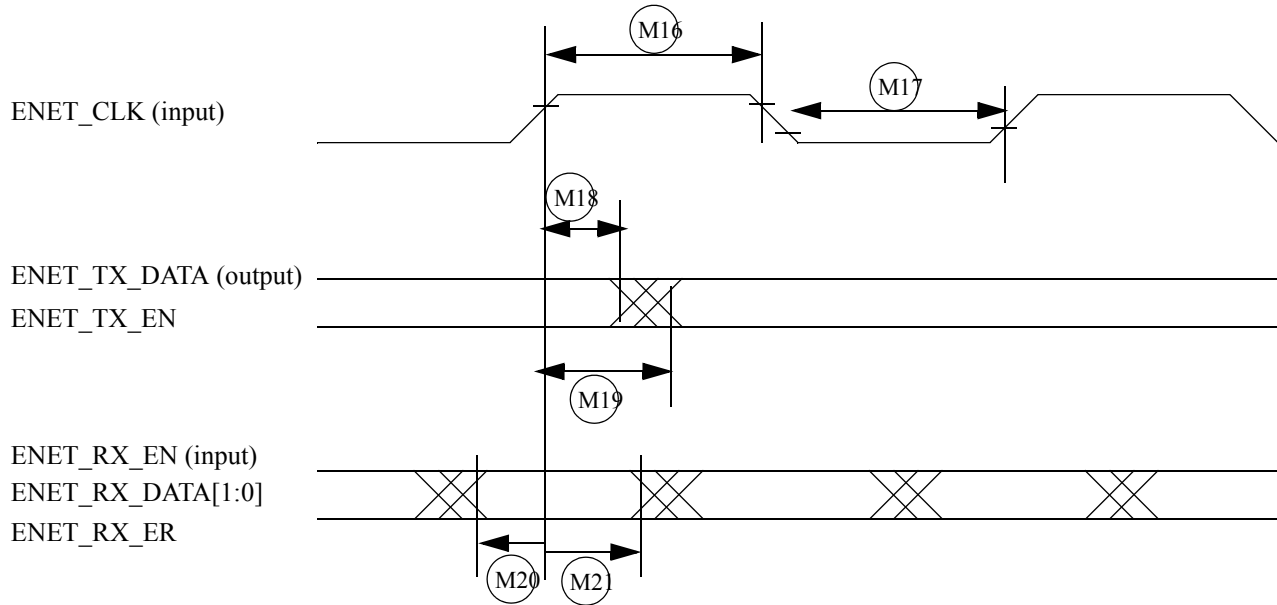 M16
M17
ENET_CLK (input)
M18
ENET_TX_DATA (output)
ENET_TX_EN
M19
ENET_RX_EN (input)
ENET_RX_DATA[1:0]
ENET_RX_ER
M20
M21